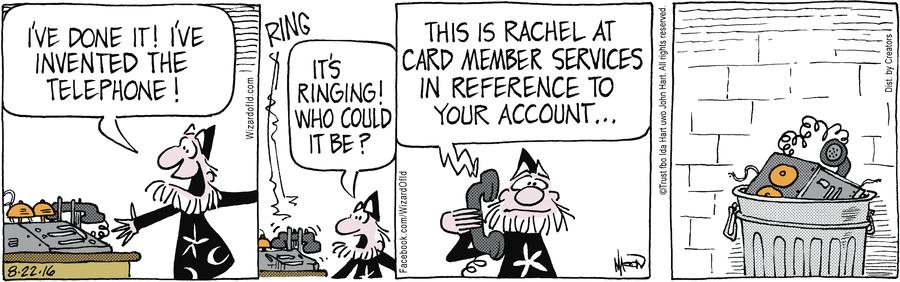 I'VE DONE IT! I'VE
INVENTED THE
TELEPHONE!
WizardofId.com
8-22-16
RING
IT'S
RINGING!
WHO COULD
IT BE?
THIS IS RACHEL AT
CARD MEMBER SERVICES
IN REFERENCE TO
YOUR ACCOUNT...
Facebook.com/WizardOfId
©Trust fbo Ida Hart uwo John Hart. All rights reserved.
Dist. by Creators